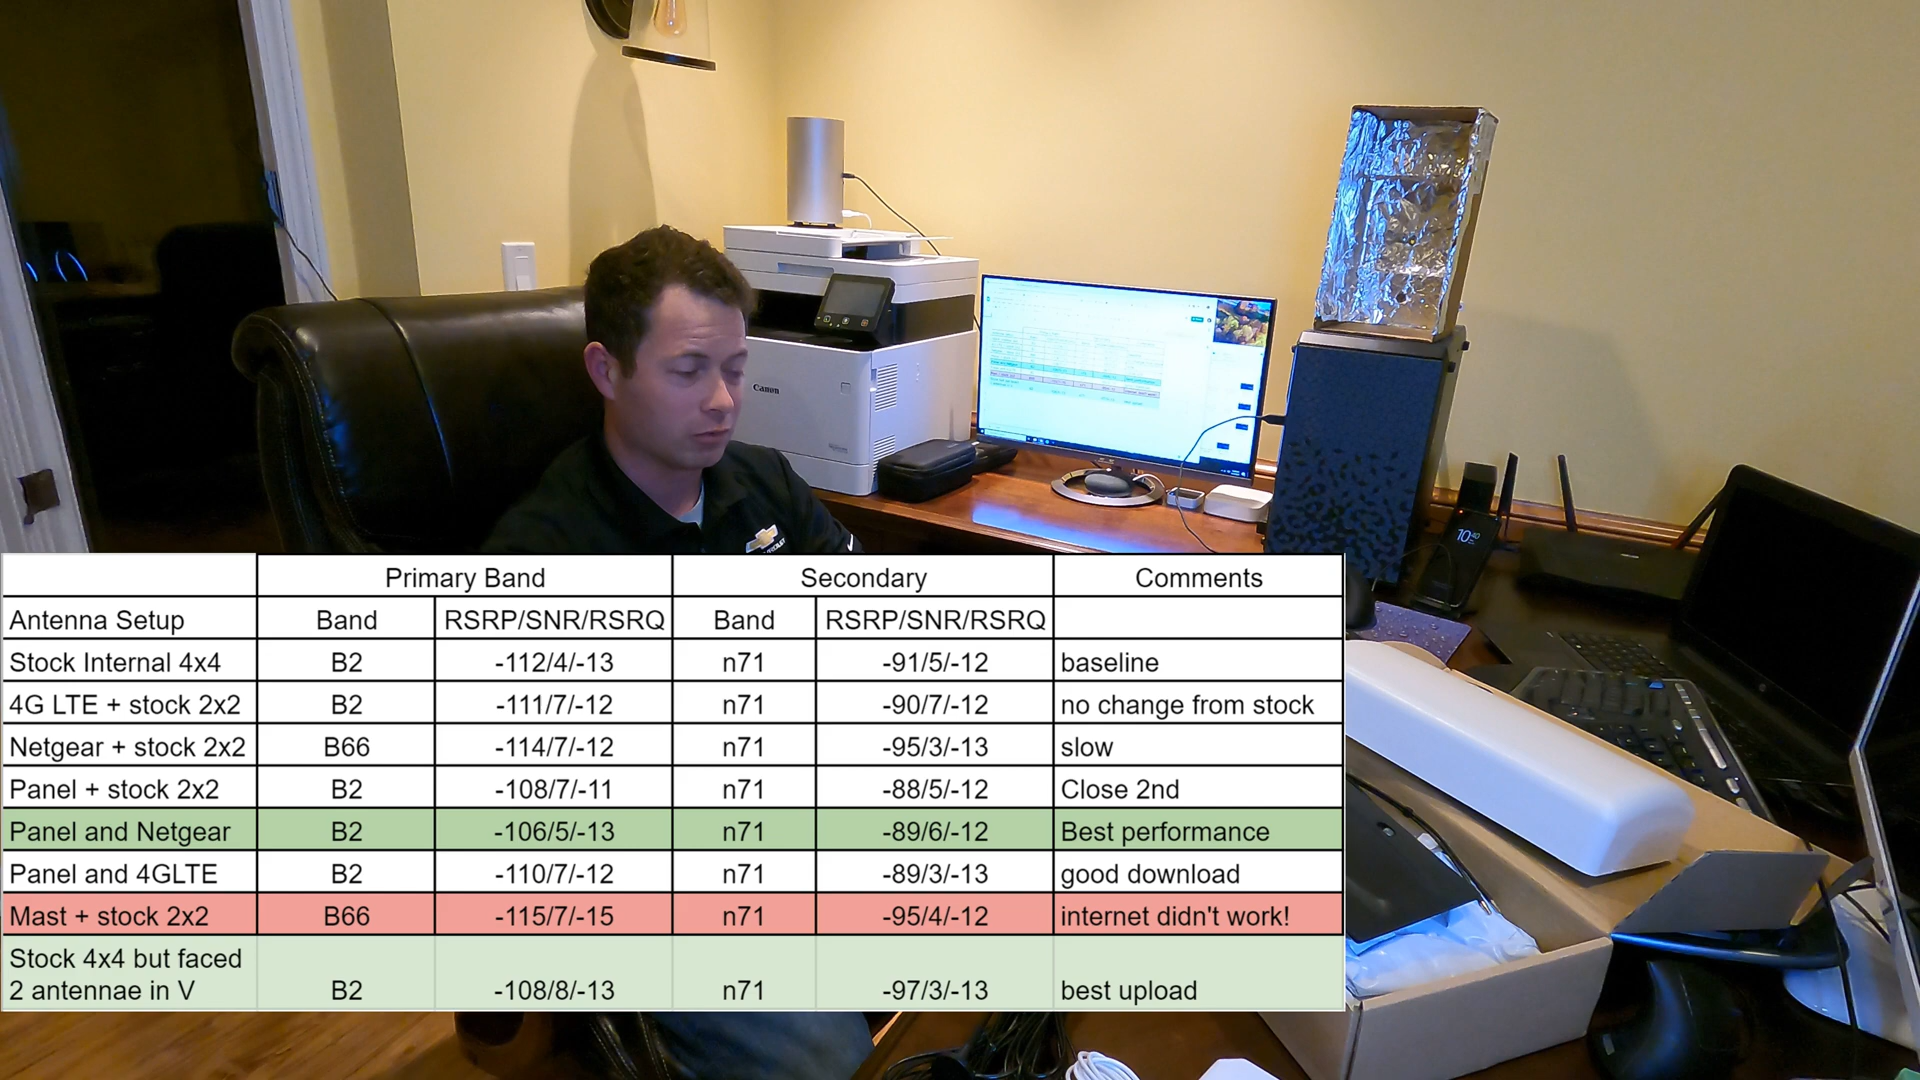 Canon
10:40
Primary Band Secondary Comments
Antenna Setup Band RSRP/SNR/RSRQ Band RSRP/SNR/RSRQ
Stock Internal 4x4 B2 -112/4/-13 n71 -91/5/-12 baseline
4G LTE + stock 2x2 B2 -111/7/-12 n71 -90/7/-12 no change from stock
Netgear + stock 2x2 B66 -114/7/-12 n71 -95/3/-13 slow
Panel + stock 2x2 B2 -108/7/-11 n71 -88/5/-12 Close 2nd
Panel and Netgear B2 -106/5/-13 n71 -89/6/-12 Best performance
Panel and 4GLTE B2 -110/7/-12 n71 -89/3/-13 good download
Mast + stock 2x2 B66 -115/7/-15 n71 -95/4/-12 internet didn't work!
Stock 4x4 but faced
2 antennae in V B2 -108/8/-13 n71 -97/3/-13 best upload